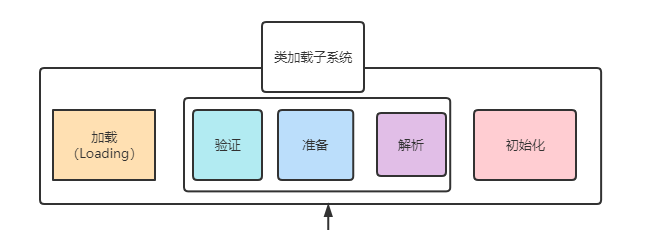 类加载子系统
加载
（Loading）
验证
准备
解析
初始化